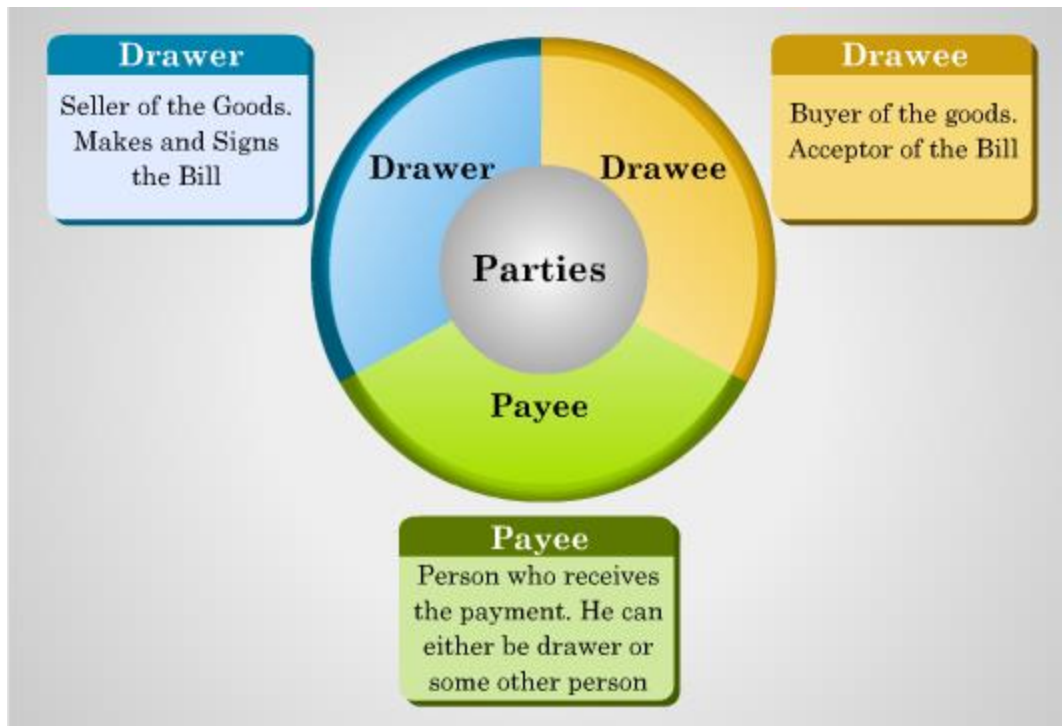 Drawer
Seller of the Goods.
Makes and Signs
the Bill
Drawee
Buyer of the goods.
Acceptor of the Bill
Drawer
Drawee
Parties
Payee
Payee
Person who receives
the payment. He can
either be drawer or
some other person